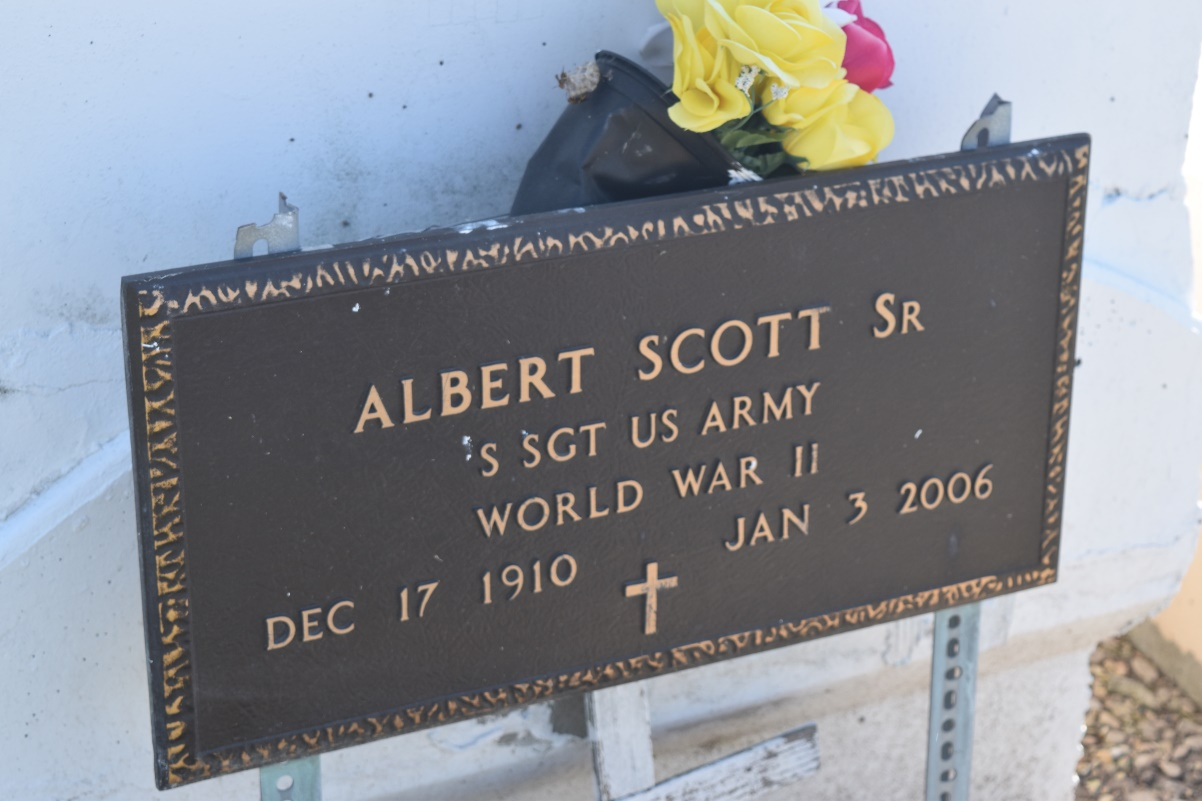 ALBERT SCOTT SR
S SGT US ARMY
WORLD WAR II
DEC 17 1910 JAN 3 2006